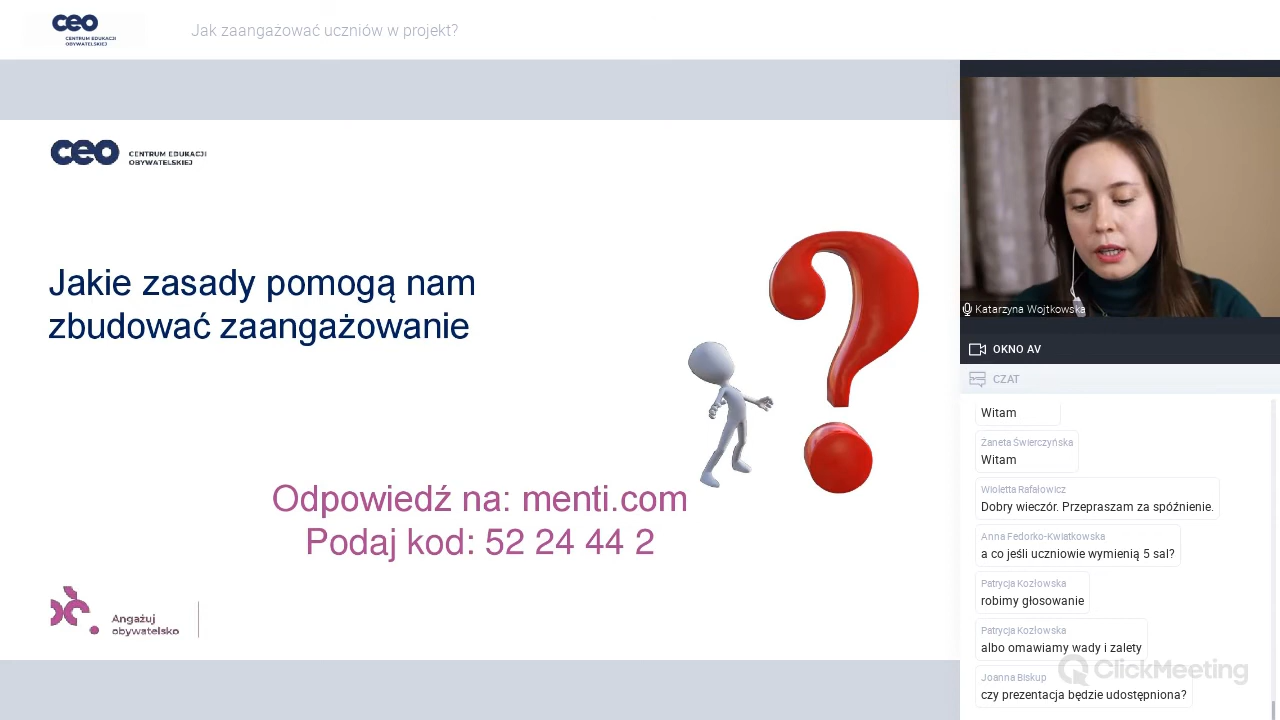 ceo
CENTRUM EDUKACJI
OBYWATELSKIEJ
Jak zaangażować uczniów w projekt?
ceo
CENTRUM EDUKACJI
OBYWATELSKIEJ
Jakie zasady pomogą nam
zbudować zaangażowanie
Odpowiedź na: menti.com
Podaj kod: 52 24 44 2
Angażuj
obywatelsko
Katarzyna Wojtkowska
OKNO AV
CZAT
Witam
Żaneta Świerczyńska
Witam
Wioletta Rafałowicz
Dobry wieczór. Przepraszam za spóźnienie.
Anna Fedorko-Kwiatkowska
a co jeśli uczniowie wymienią 5 sal?
Patrycja Kozłowska
robimy głosowanie
Patrycja Kozłowska
albo omawiamy wady i zalety
Joanna Biskup
czy prezentacja będzie udostępniona?
ClickMeeting